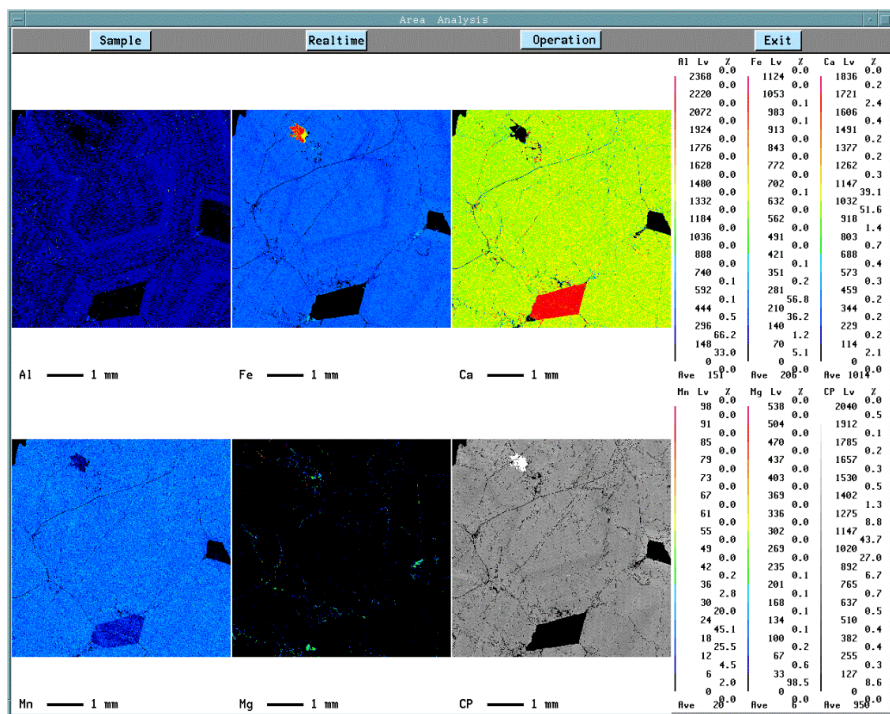 Area Analysis
Sample Realtime Operation Exit
Al Lv % Fe Lv % Ca Lv %
0.0 0.0 0.0
2368 1124 1836
0.0 0.0 0.2
2220 1053 1721
0.0 0.1 2.4
2072 983 1606
0.0 0.1 0.4
1924 913 1491
0.0 0.0 0.2
1776 843 1377
0.0 0.0 0.2
1628 772 1262
0.0 0.0 0.3
1480 702 1147
0.0 0.1 39.1
1332 632 1032
0.0 0.0 51.6
1184 562 918
0.0 0.0 1.4
1036 491 803
0.0 0.0 0.7
888 421 688
0.0 0.1 0.4
740 351 573
0.1 0.2 0.3
592 281 459
0.1 56.8 0.2
444 210 344
0.5 36.2 0.2
296 140 229
66.2 1.2 0.2
148 70 114
33.0 5.1 2.1
0 0 0
0.0 0.0 0.0
Ave 151 Ave 206 Ave 1014
Al 1 mm Fe 1 mm Ca 1 mm
Mn Lv % Mg Lv % CP Lv %
0.0 0.0 0.0
98 538 2040
0.0 0.0 0.5
91 504 1912
0.0 0.0 0.1
85 470 1785
0.0 0.0 0.2
79 437 1657
0.0 0.0 0.3
73 403 1530
0.0 0.0 0.5
67 369 1402
0.0 0.0 1.3
61 336 1275
0.0 0.0 8.8
55 302 1147
0.0 0.0 43.7
49 269 1020
0.0 0.0 27.0
42 235 892
0.2 0.1 6.7
36 201 765
2.8 0.1 0.7
30 168 637
20.0 0.1 0.5
24 134 510
45.1 0.1 0.4
18 100 382
25.5 0.2 0.4
12 67 255
4.5 0.6 0.3
6 33 127
2.0 98.5 8.6
0 0 0
0.0 0.0 0.0
Ave 20 Ave 6 Ave 950
Mn 1 mm Mg 1 mm CP 1 mm